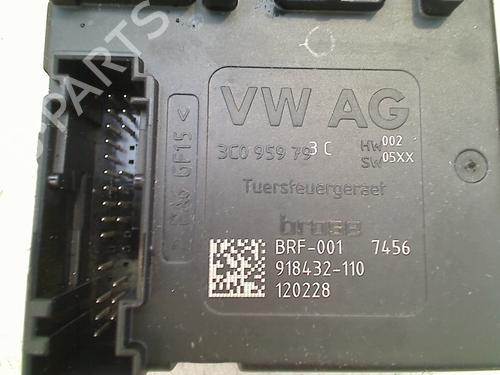 VW AG
3C0 959 79 3 C
HW 002
SW 05XX
Tuersteuergeraet
brose
BRF-001 7456
918432-110
120228
GF15 <
PARTS